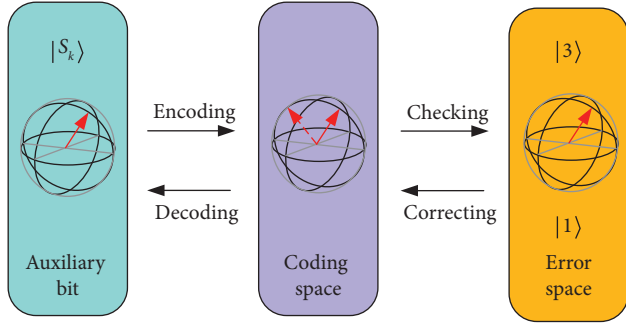 |S_k⟩
Auxiliary
bit
Encoding
Decoding
Coding
space
Checking
Correcting
|3⟩
|1⟩
Error
space